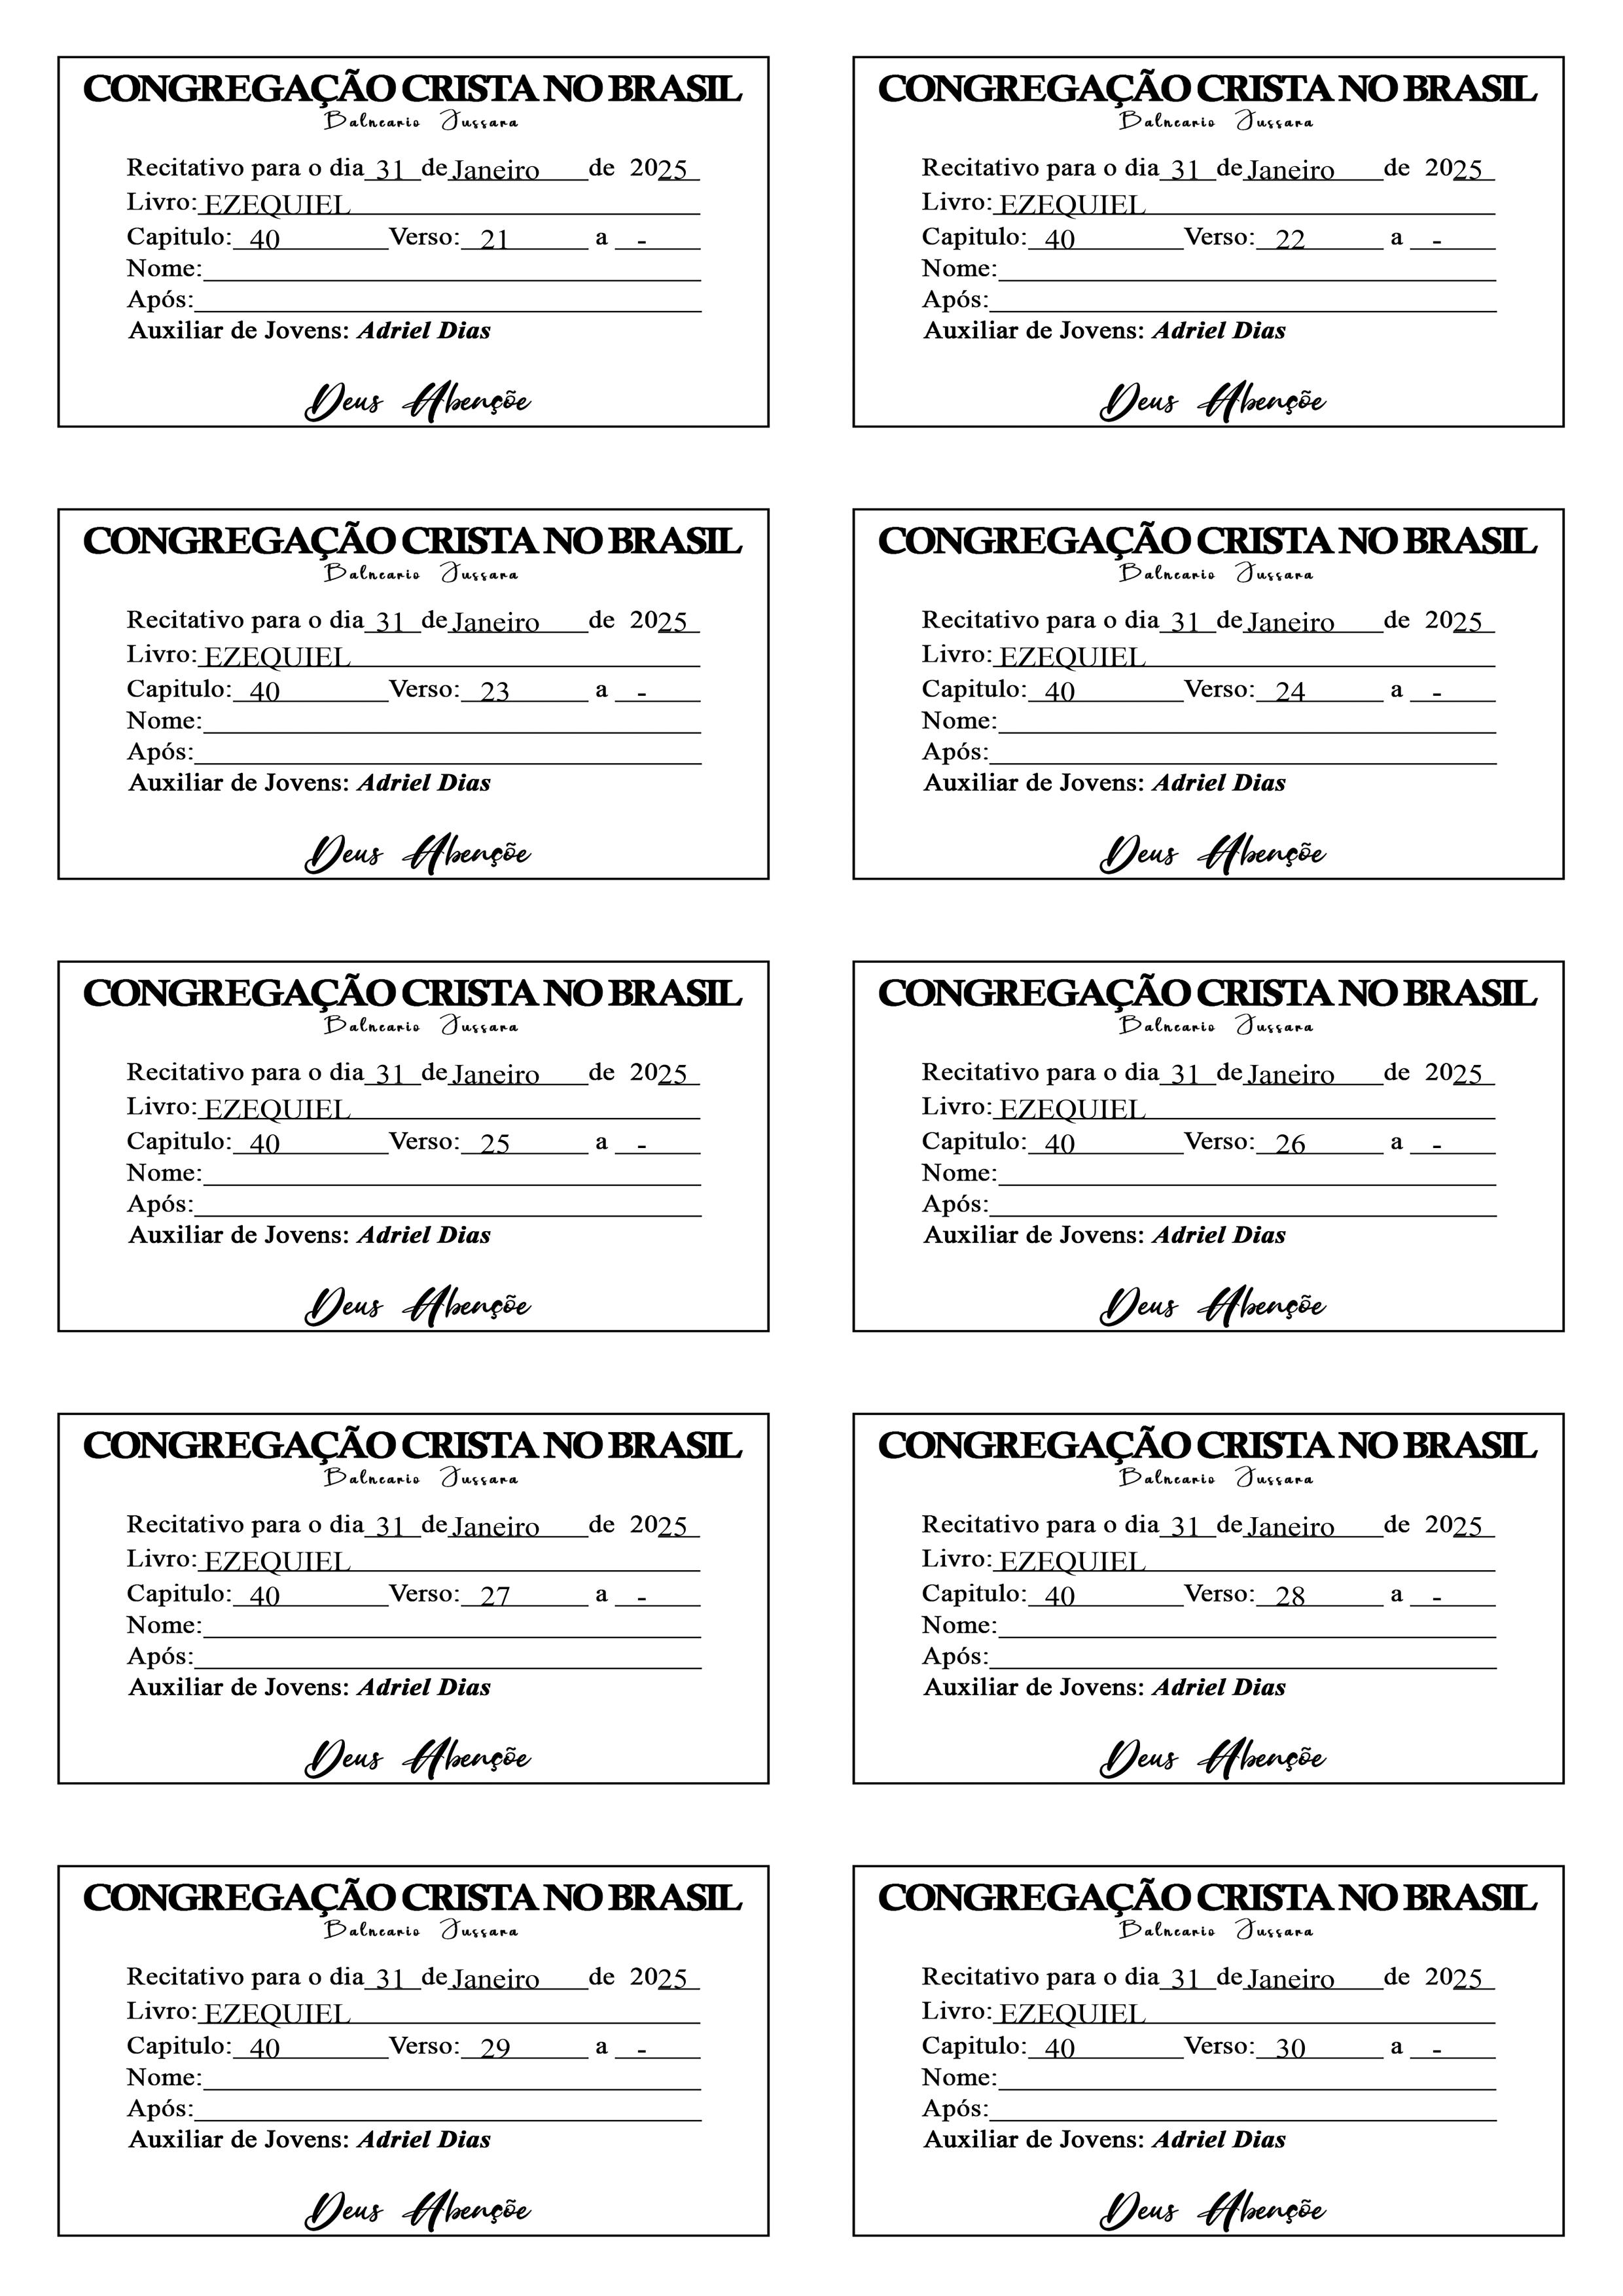 CONGREGAÇÃO CRISTA NO BRASIL
Balneario Jussara
Recitativo para o dia 31 de Janeiro de 2025
Livro: EZEQUIEL
Capitulo: 40 Verso: 21 a -
Nome:
Após:
Auxiliar de Jovens: Adriel Dias
Deus Abençõe
CONGREGAÇÃO CRISTA NO BRASIL
Balneario Jussara
Recitativo para o dia 31 de Janeiro de 2025
Livro: EZEQUIEL
Capitulo: 40 Verso: 22 a -
Nome:
Após:
Auxiliar de Jovens: Adriel Dias
Deus Abençõe
CONGREGAÇÃO CRISTA NO BRASIL
Balneario Jussara
Recitativo para o dia 31 de Janeiro de 2025
Livro: EZEQUIEL
Capitulo: 40 Verso: 23 a -
Nome:
Após:
Auxiliar de Jovens: Adriel Dias
Deus Abençõe
CONGREGAÇÃO CRISTA NO BRASIL
Balneario Jussara
Recitativo para o dia 31 de Janeiro de 2025
Livro: EZEQUIEL
Capitulo: 40 Verso: 24 a -
Nome:
Após:
Auxiliar de Jovens: Adriel Dias
Deus Abençõe
CONGREGAÇÃO CRISTA NO BRASIL
Balneario Jussara
Recitativo para o dia 31 de Janeiro de 2025
Livro: EZEQUIEL
Capitulo: 40 Verso: 25 a -
Nome:
Após:
Auxiliar de Jovens: Adriel Dias
Deus Abençõe
CONGREGAÇÃO CRISTA NO BRASIL
Balneario Jussara
Recitativo para o dia 31 de Janeiro de 2025
Livro: EZEQUIEL
Capitulo: 40 Verso: 26 a -
Nome:
Após:
Auxiliar de Jovens: Adriel Dias
Deus Abençõe
CONGREGAÇÃO CRISTA NO BRASIL
Balneario Jussara
Recitativo para o dia 31 de Janeiro de 2025
Livro: EZEQUIEL
Capitulo: 40 Verso: 27 a -
Nome:
Após:
Auxiliar de Jovens: Adriel Dias
Deus Abençõe
CONGREGAÇÃO CRISTA NO BRASIL
Balneario Jussara
Recitativo para o dia 31 de Janeiro de 2025
Livro: EZEQUIEL
Capitulo: 40 Verso: 28 a -
Nome:
Após:
Auxiliar de Jovens: Adriel Dias
Deus Abençõe
CONGREGAÇÃO CRISTA NO BRASIL
Balneario Jussara
Recitativo para o dia 31 de Janeiro de 2025
Livro: EZEQUIEL
Capitulo: 40 Verso: 29 a -
Nome:
Após:
Auxiliar de Jovens: Adriel Dias
Deus Abençõe
CONGREGAÇÃO CRISTA NO BRASIL
Balneario Jussara
Recitativo para o dia 31 de Janeiro de 2025
Livro: EZEQUIEL
Capitulo: 40 Verso: 30 a -
Nome:
Após:
Auxiliar de Jovens: Adriel Dias
Deus Abençõe